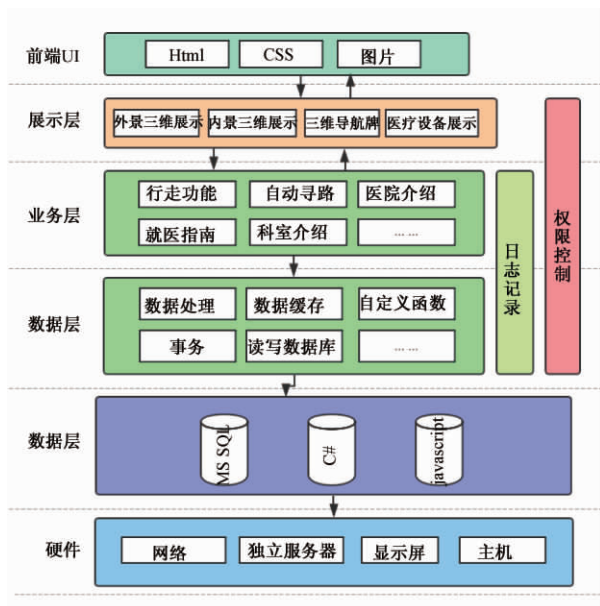 前端UI
Html
CSS
图片
展示层
外景三维展示
内景三维展示
三维导航牌
医疗设备展示
业务层
行走功能
自动寻路
医院介绍
就医指南
科室介绍
……
数据层
数据处理
数据缓存
自定义函数
事务
读写数据库
……
日志记录
权限控制
数据层
MS SQL
C#
javascript
硬件
网络
独立服务器
显示屏
主机